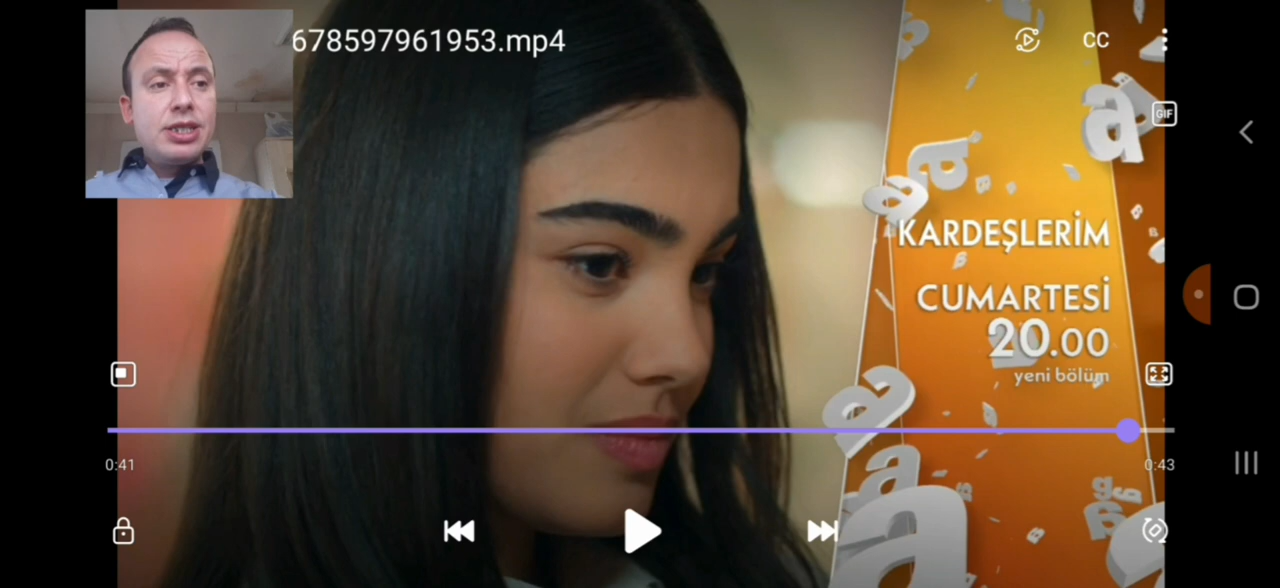 678597961953.mp4
CC
GIF
KARDEŞLERİM
CUMARTESİ
20.00
yeni bölüm
0:41
0:43